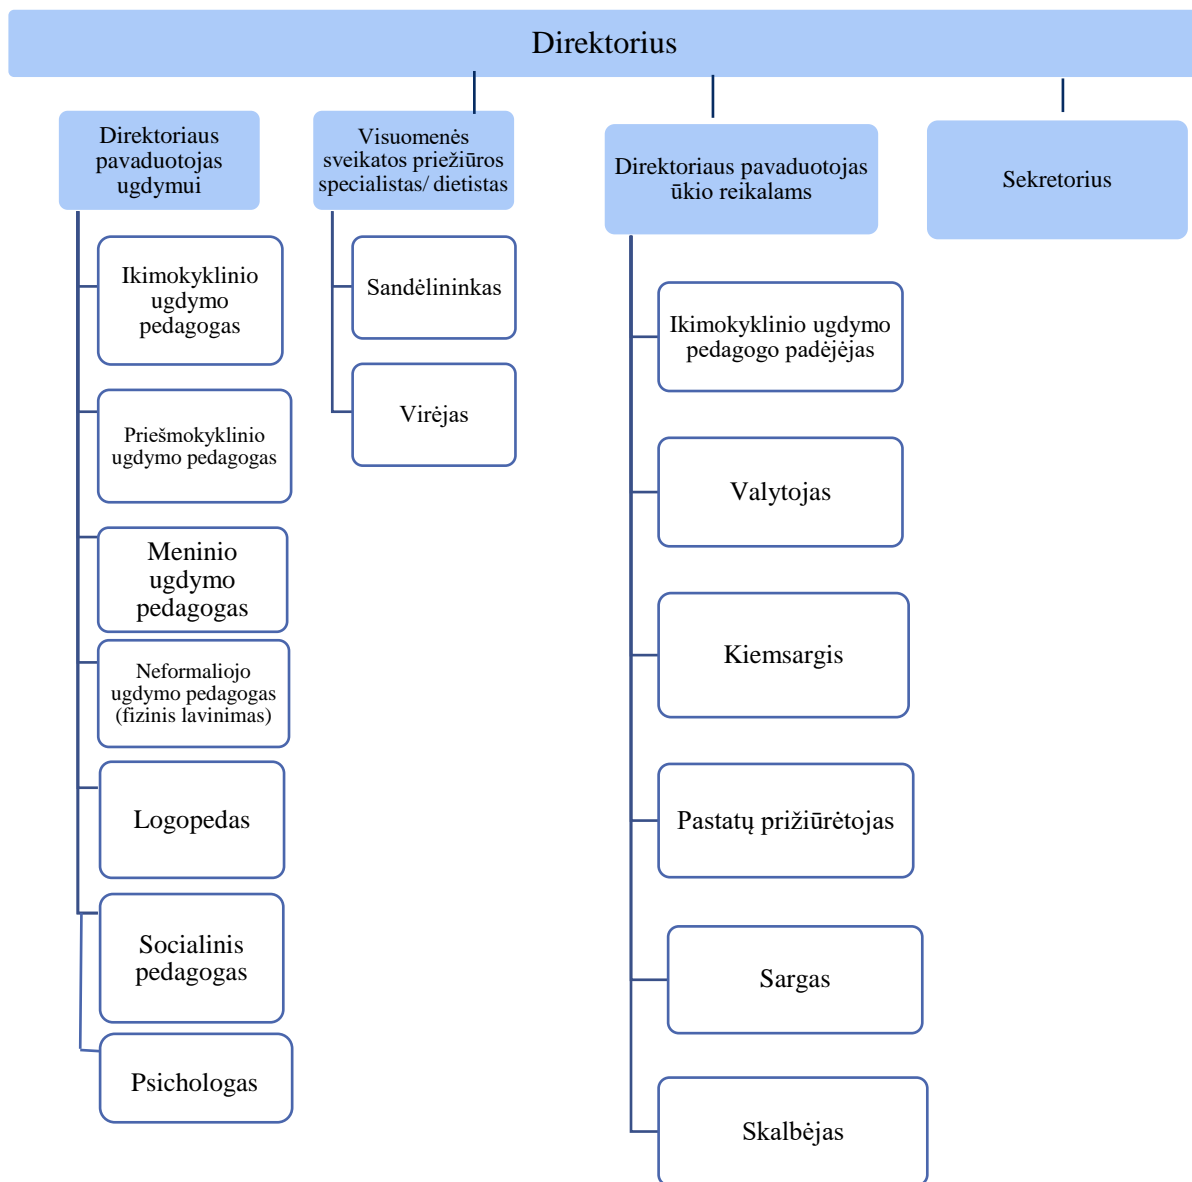 Direktorius
Direktoriaus
pavaduotojas
ugdymui
Ikimokyklinio
ugdymo
pedagogas
Priešmokyklinio
ugdymo pedagogas
Meninio
ugdymo
pedagogas
Neformaliojo
ugdymo pedagogas
(fizinis lavinimas)
Logopedas
Socialinis
pedagogas
Psichologas
Visuomenės
sveikatos priežiūros
specialistas/ dietistas
Sandėlininkas
Virėjas
Direktoriaus pavaduotojas
ūkio reikalams
Ikimokyklinio ugdymo
pedagogo padėjėjas
Valytojas
Kiemsargis
Pastatų prižiūrėtojas
Sargas
Skalbėjas
Sekretorius